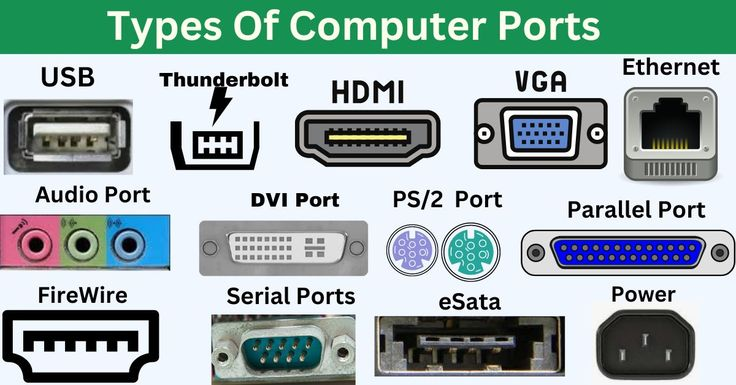 Types Of Computer Ports
USB
Thunderbolt
HDMI
VGA
Ethernet
Audio Port
DVI Port
PS/2 Port
Parallel Port
FireWire
Serial Ports
eSata
Power